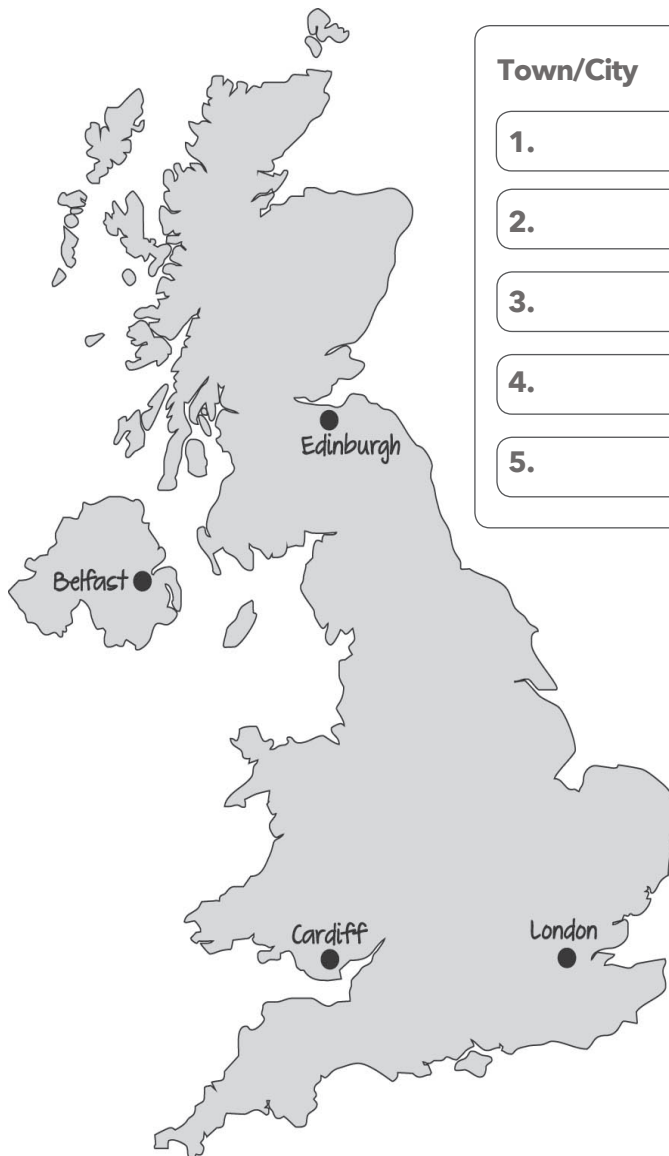 Town/City
1.
2.
3.
4.
5.
Edinburgh
Belfast
Cardiff
London